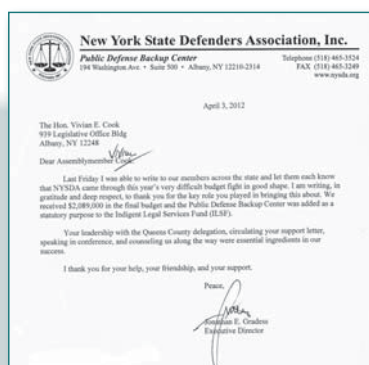 New York State Defenders Association, Inc.
Public Defense Backup Center
194 Washington Ave. • Suite 500 • Albany, NY 12210-2314
Telephone (518) 465-3524
FAX (518) 465-3249
www.nysda.org
April 3, 2012
The Hon. Vivian E. Cook
939 Legislative Office Bldg
Albany, NY 12248
Vivian
Dear Assemblymember Cook,
Last Friday I was able to write to our members across the state and let them each know
that NYSDA came through this year's very difficult budget fight in good shape. I am writing, in
gratitude and deep respect, to thank you for the key role you played in bringing this about. We
received $2,089,000 in the final budget and the Public Defense Backup Center was added as a
statutory purpose to the Indigent Legal Services Fund (ILSF).
Your leadership with the Queens County delegation, circulating your support letter,
speaking in conference, and counseling us along the way were essential ingredients in our
success.
I thank you for your help, your friendship, and your support.
Peace,
Jonathan E. Gradess
Executive Director